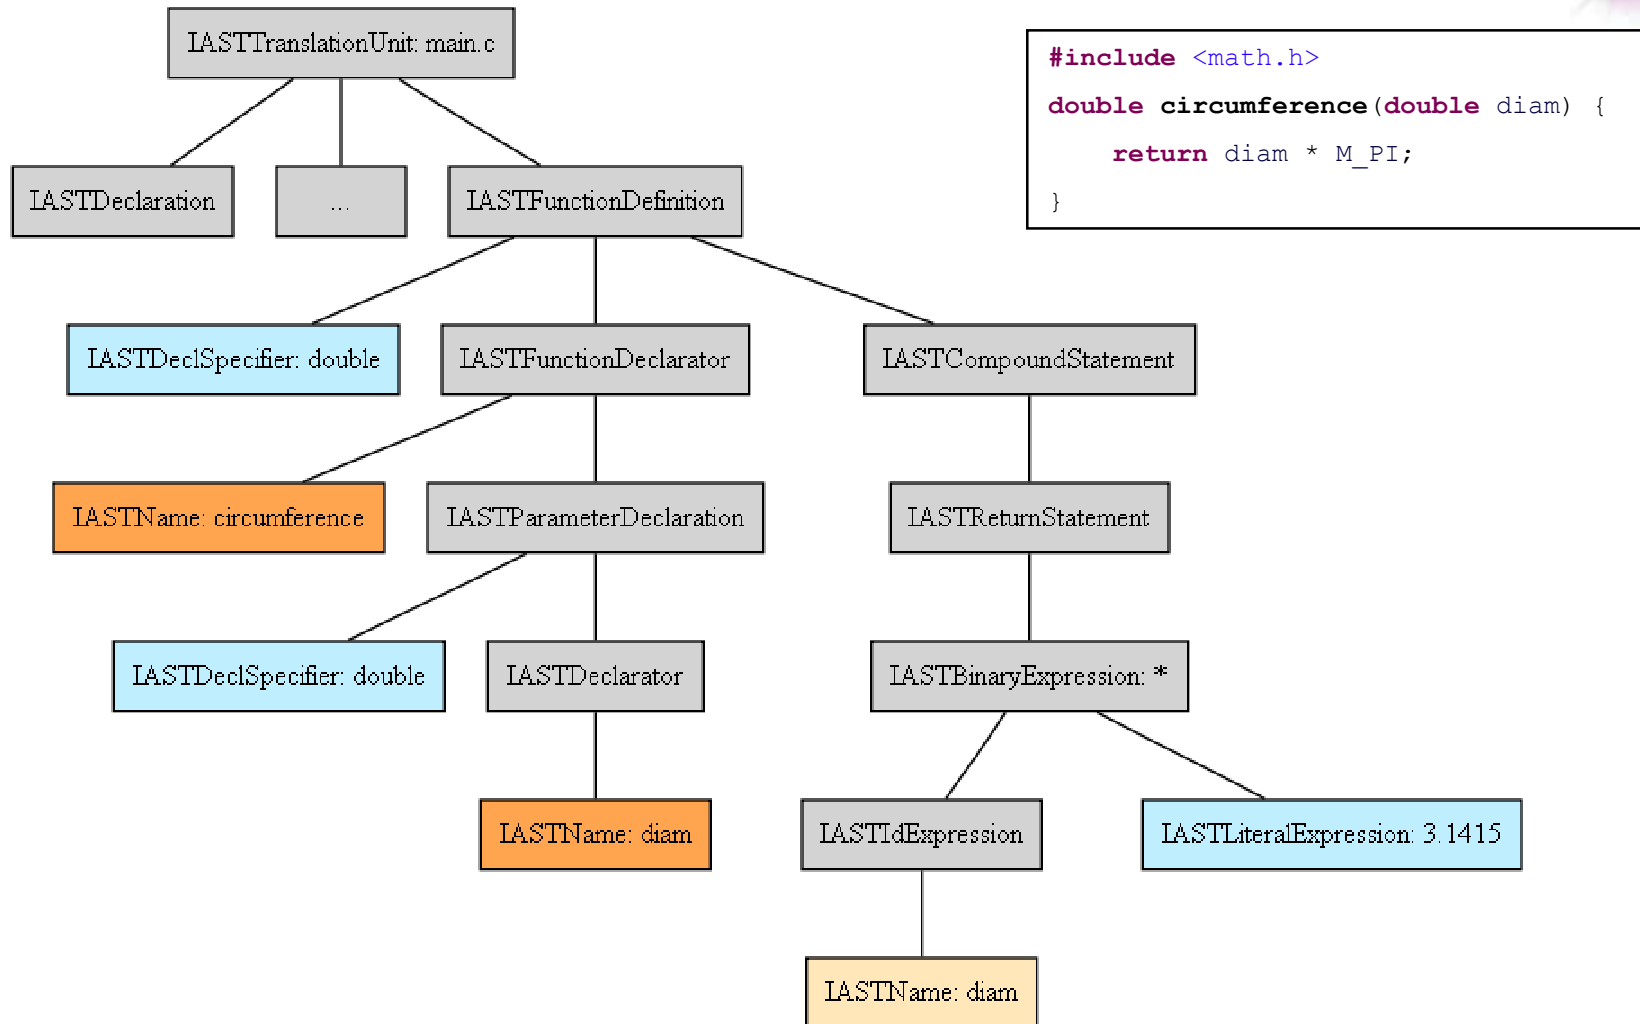 IASTTranslationUnit: main.c
#include <math.h>
double circumference(double diam) {
return diam * M_PI;
}
IASTDeclaration
...
IASTFunctionDefinition
IASTDeclSpecifier: double
IASTFunctionDeclarator
IASTCompoundStatement
IASTName: circumference
IASTParameterDeclaration
IASTReturnStatement
IASTDeclSpecifier: double
IASTDeclarator
IASTBinaryExpression: *
IASTName: diam
IASTIdExpression
IASTLiteralExpression: 3.1415
IASTName: diam